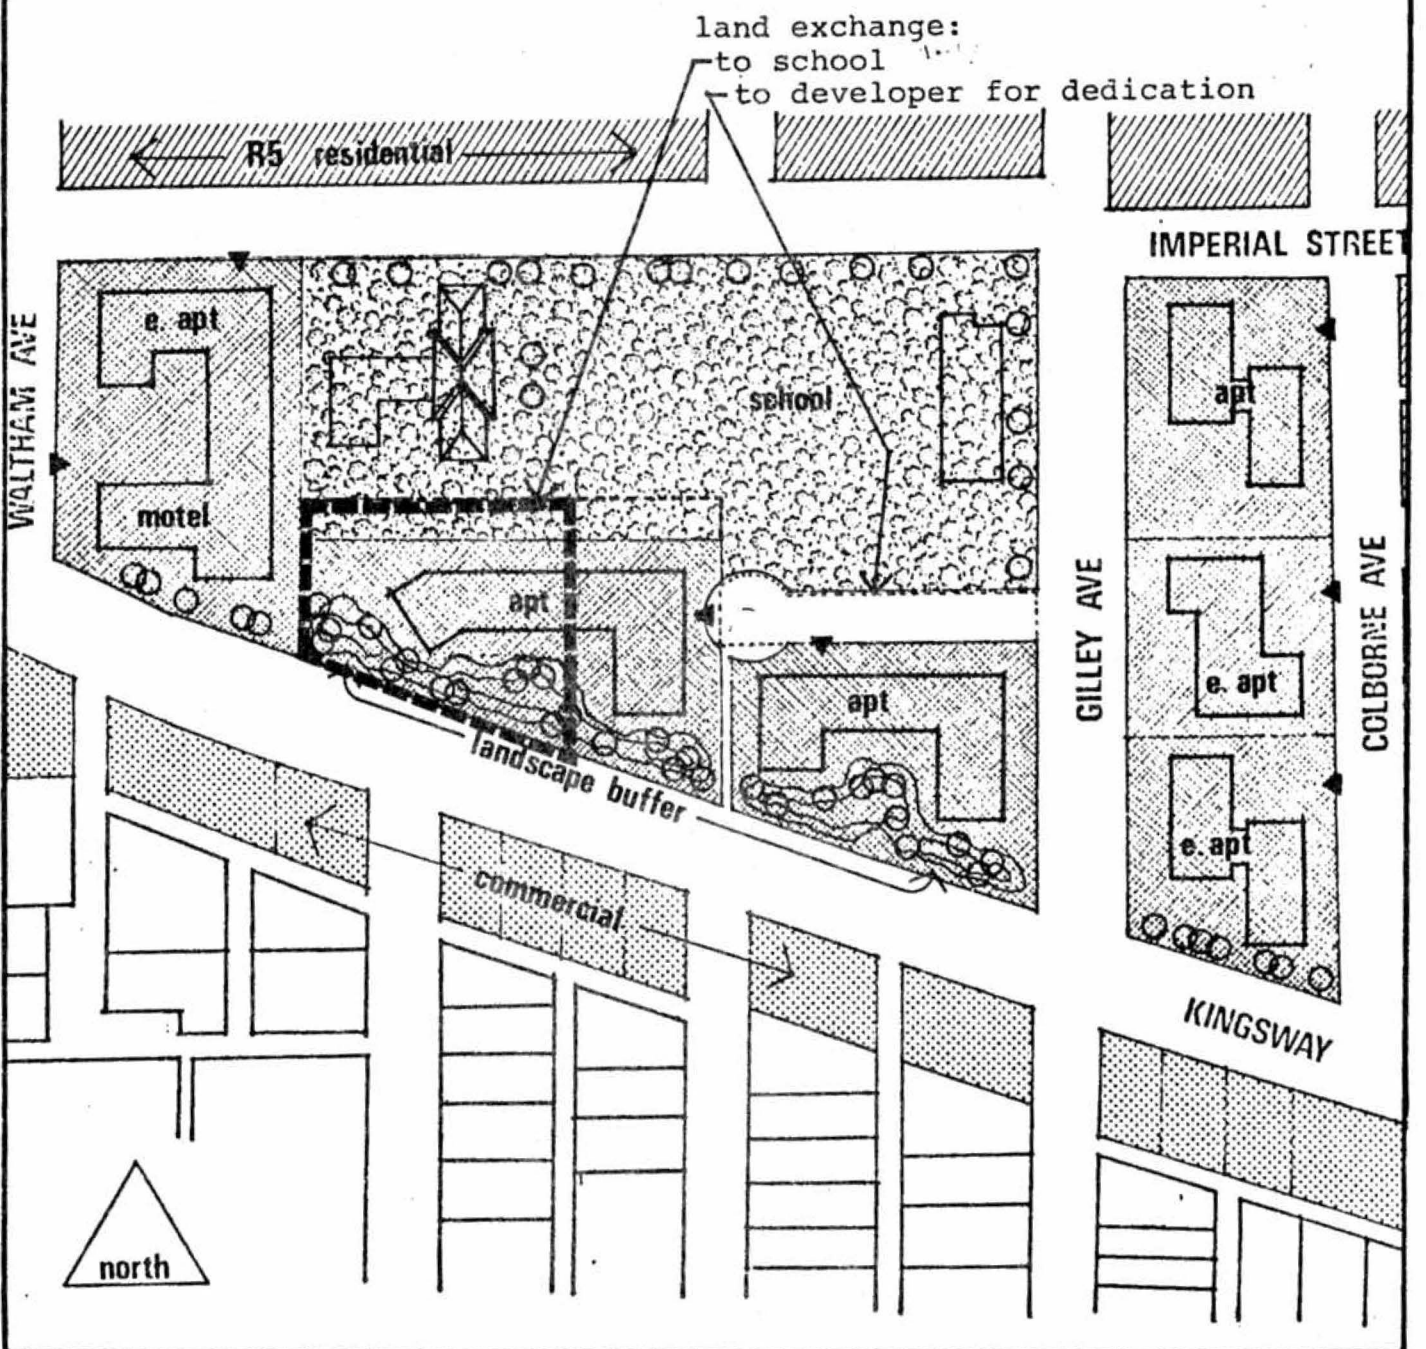 land exchange:
to school
to developer for dedication
R5 residential
IMPERIAL STREET
WALTHAM AVE
e. apt
motel
school
apt
apt
GILLEY AVE
apt
e. apt
e. apt
COLBORNE AVE
landscape buffer
commercial
KINGSWAY
north